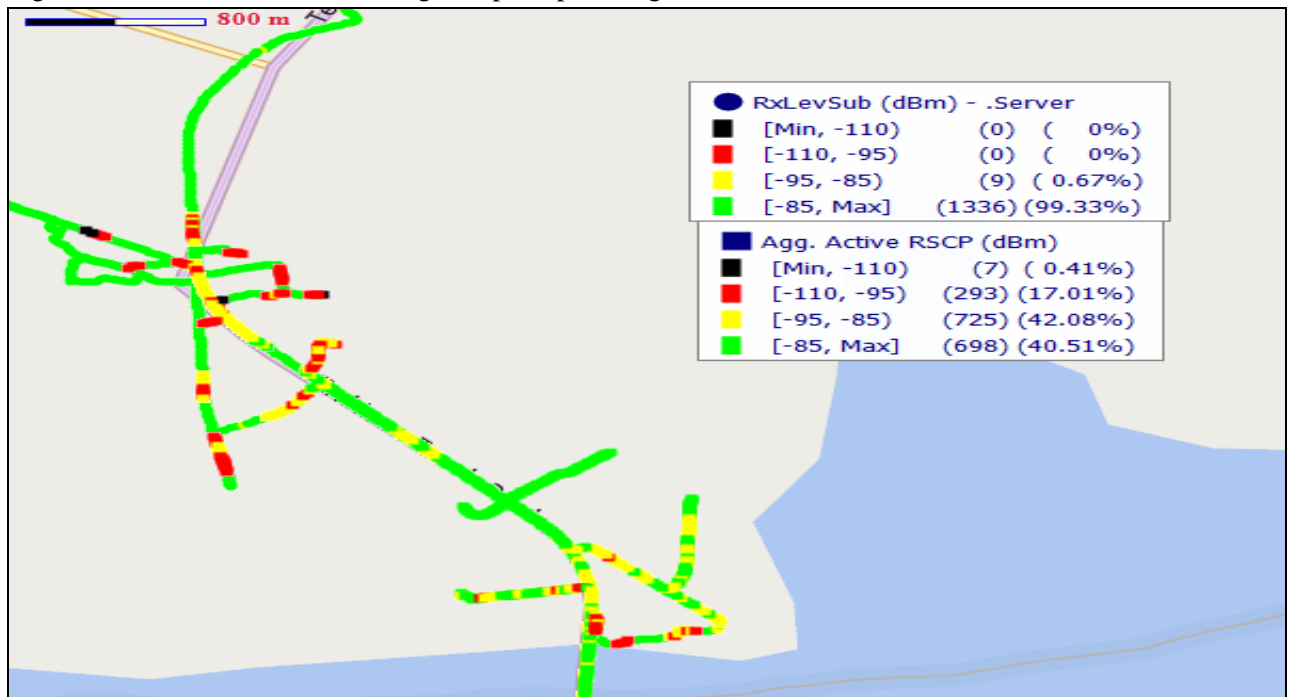 800 m
Te
RxLevSub (dBm) - .Server
[Min, -110) (0) ( 0%)
[-110, -95) (0) ( 0%)
[-95, -85) (9) ( 0.67%)
[-85, Max] (1336) (99.33%)
Agg. Active RSCP (dBm)
[Min, -110) (7) ( 0.41%)
[-110, -95) (293) (17.01%)
[-95, -85) (725) (42.08%)
[-85, Max] (698) (40.51%)